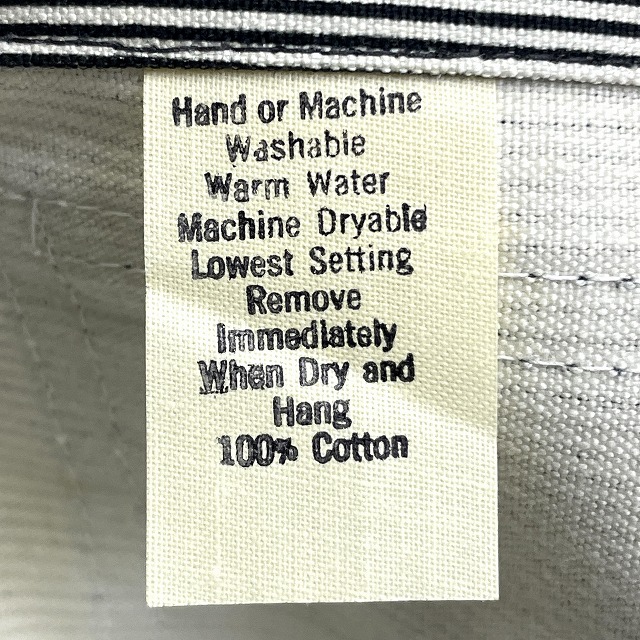 Hand or Machine
Washable
Warm Water
Machine Dryable
Lowest Setting
Remove
Immediately
When Dry and
Hang
100% Cotton